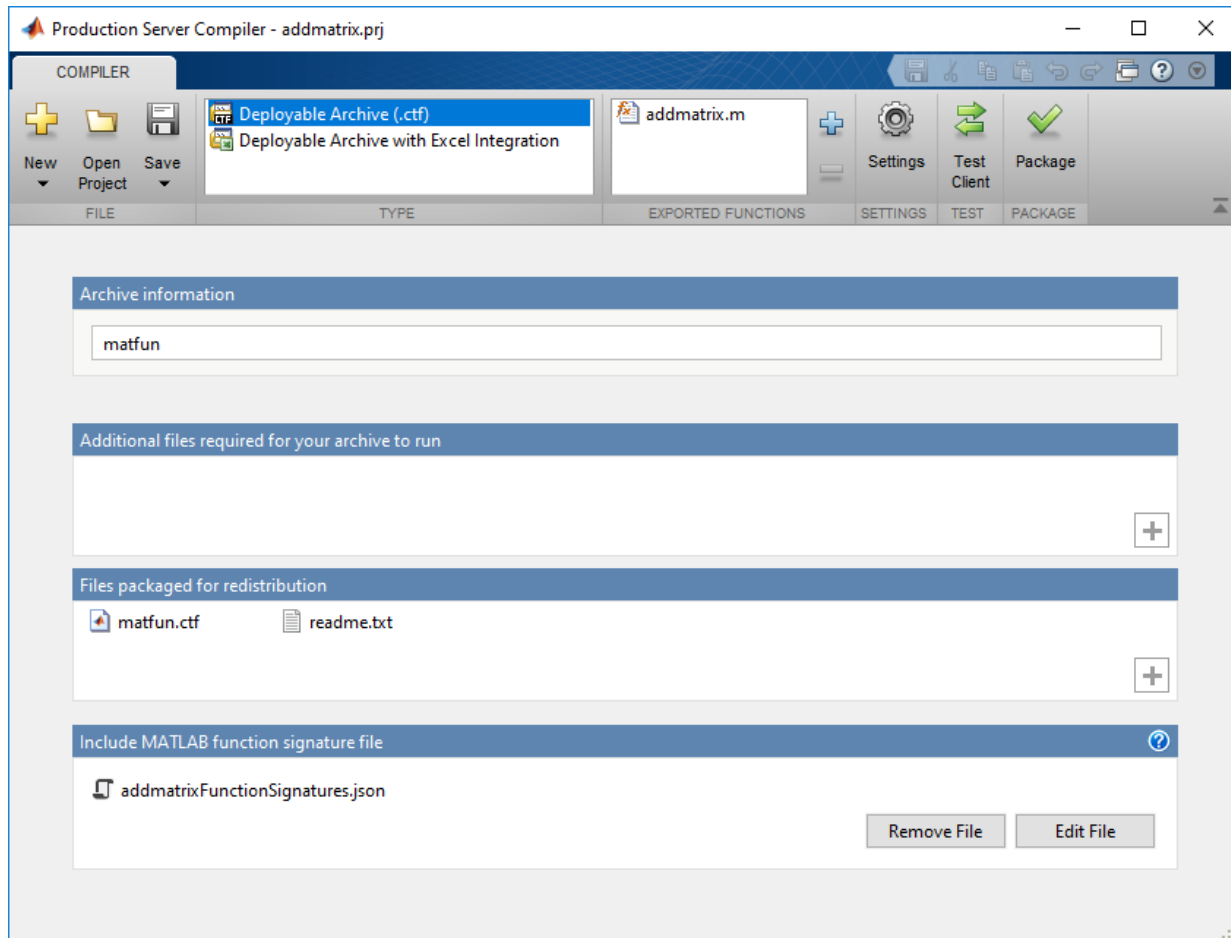 Production Server Compiler - addmatrix.prj
COMPILER
New
Open Project
Save
Deployable Archive (.ctf)
Deployable Archive with Excel Integration
addmatrix.m
Settings
Test Client
Package
FILE
TYPE
EXPORTED FUNCTIONS
SETTINGS
TEST
PACKAGE
Archive information
matfun
Additional files required for your archive to run
Files packaged for redistribution
matfun.ctf
readme.txt
Include MATLAB function signature file
addmatrixFunctionSignatures.json
Remove File
Edit File